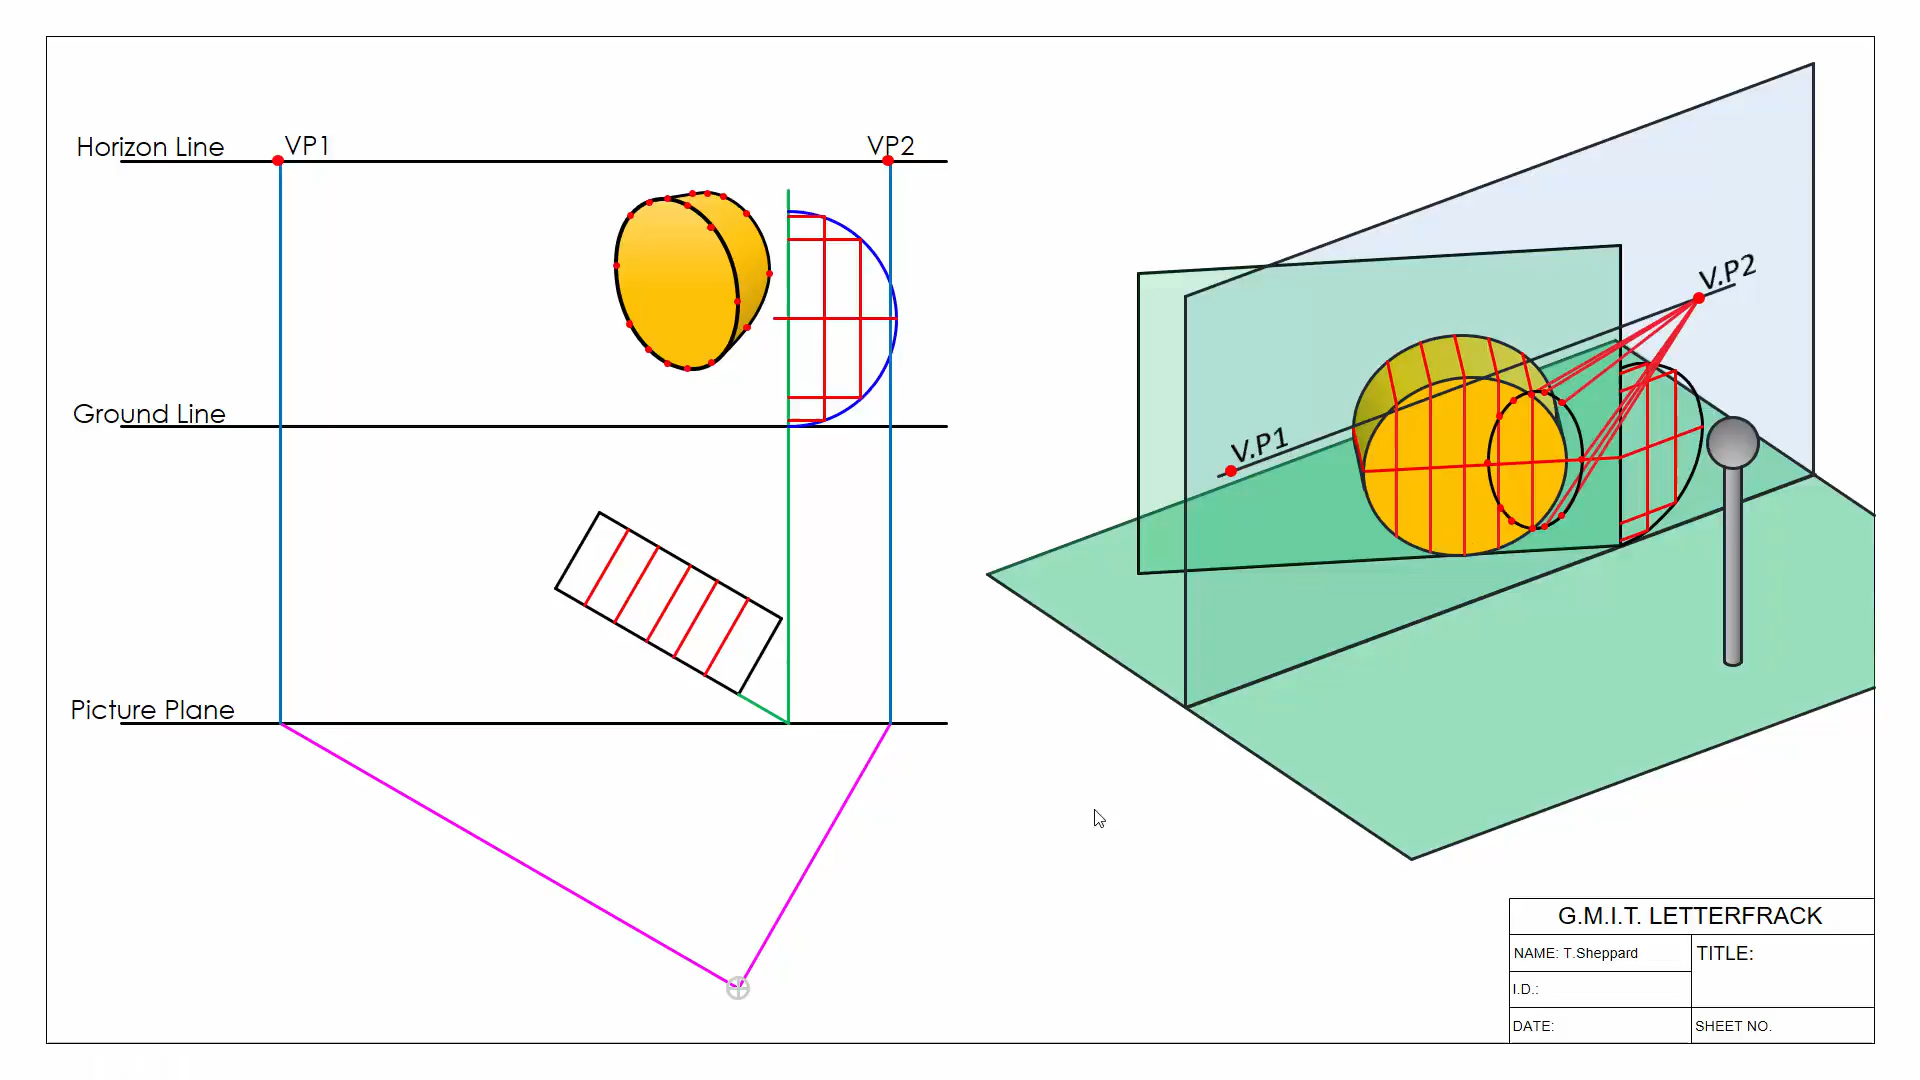 Horizon Line
VP1
VP2
Ground Line
Picture Plane
V.P1
V.P2
G.M.I.T. LETTERFRACK
NAME: T.Sheppard
TITLE:
I.D.:
DATE:
SHEET NO.